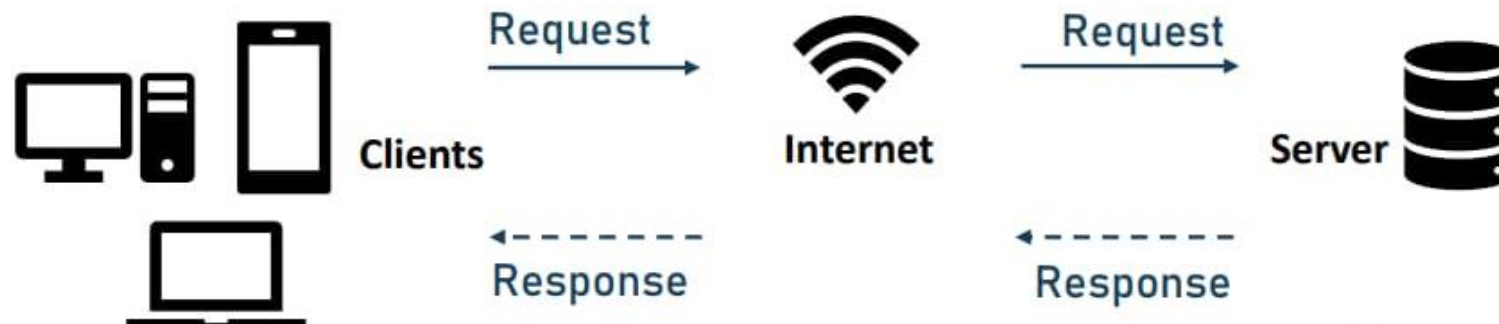 Request
Request
Clients
Internet
Server
Response
Response